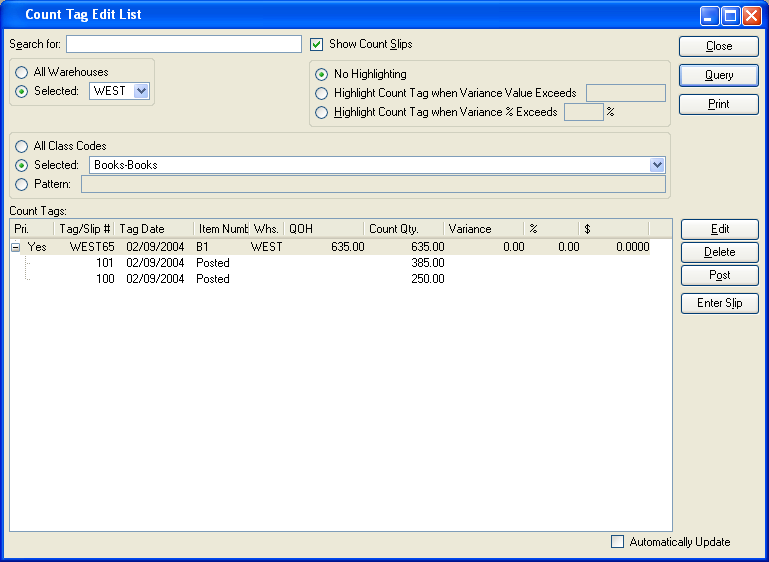 Count Tag Edit List
Search for:
Show Count Slips
Close
All Warehouses
No Highlighting
Query
Selected: WEST
Highlight Count Tag when Variance Value Exceeds
Print
Highlight Count Tag when Variance % Exceeds %
All Class Codes
Selected: Books-Books
Pattern:
Count Tags:
Pri. Tag/Slip # Tag Date Item Numb Whs. QOH Count Qty. Variance % $
Edit
Yes WEST65 02/09/2004 B1 WEST 635.00 635.00 0.00 0.00 0.0000
Delete
101 02/09/2004 Posted 385.00
Post
100 02/09/2004 Posted 250.00
Enter Slip
Automatically Update